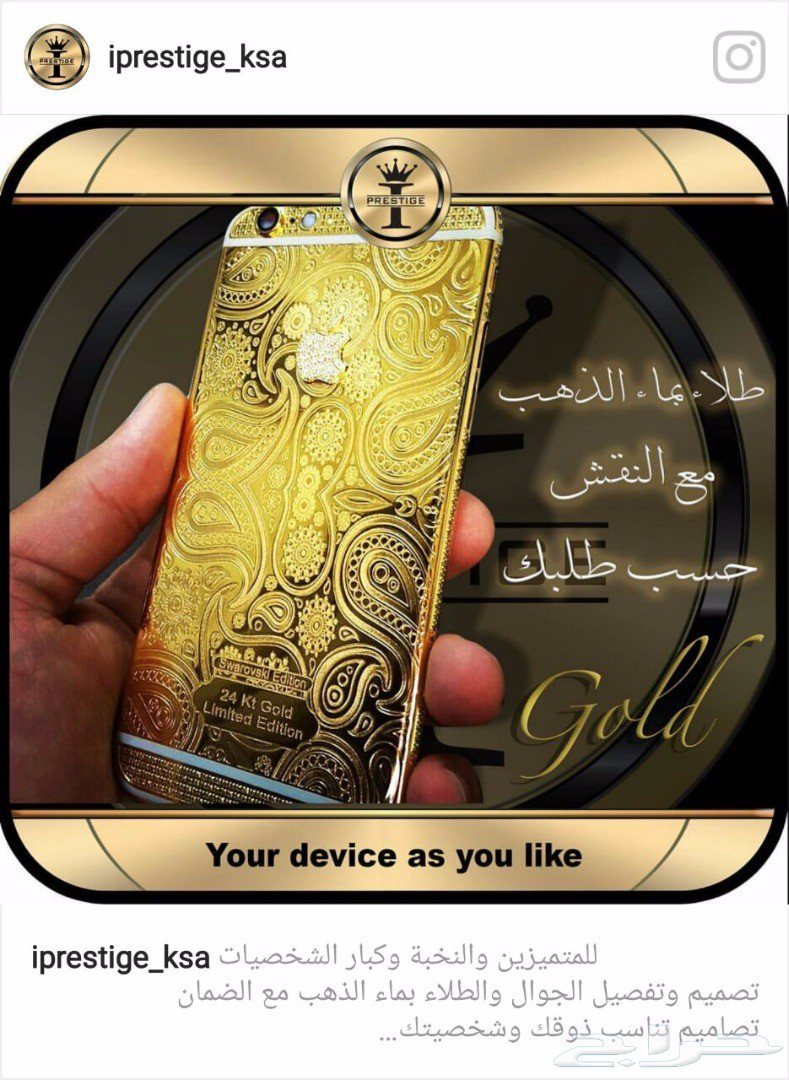 iprestige_ksa
PRESTIGE
طلاء بماء الذهب
مع النقش
حسب طلبك
Gold
Swarovski Edition
24 Kt Gold
Limited Edition
Your device as you like
iprestige_ksa للمتميزين والنخبة وكبار الشخصيات
تصميم وتفصيل الجوال والطلاء بماء الذهب مع الضمان
تصاميم تناسب ذوقك وشخصيتك...
حراج